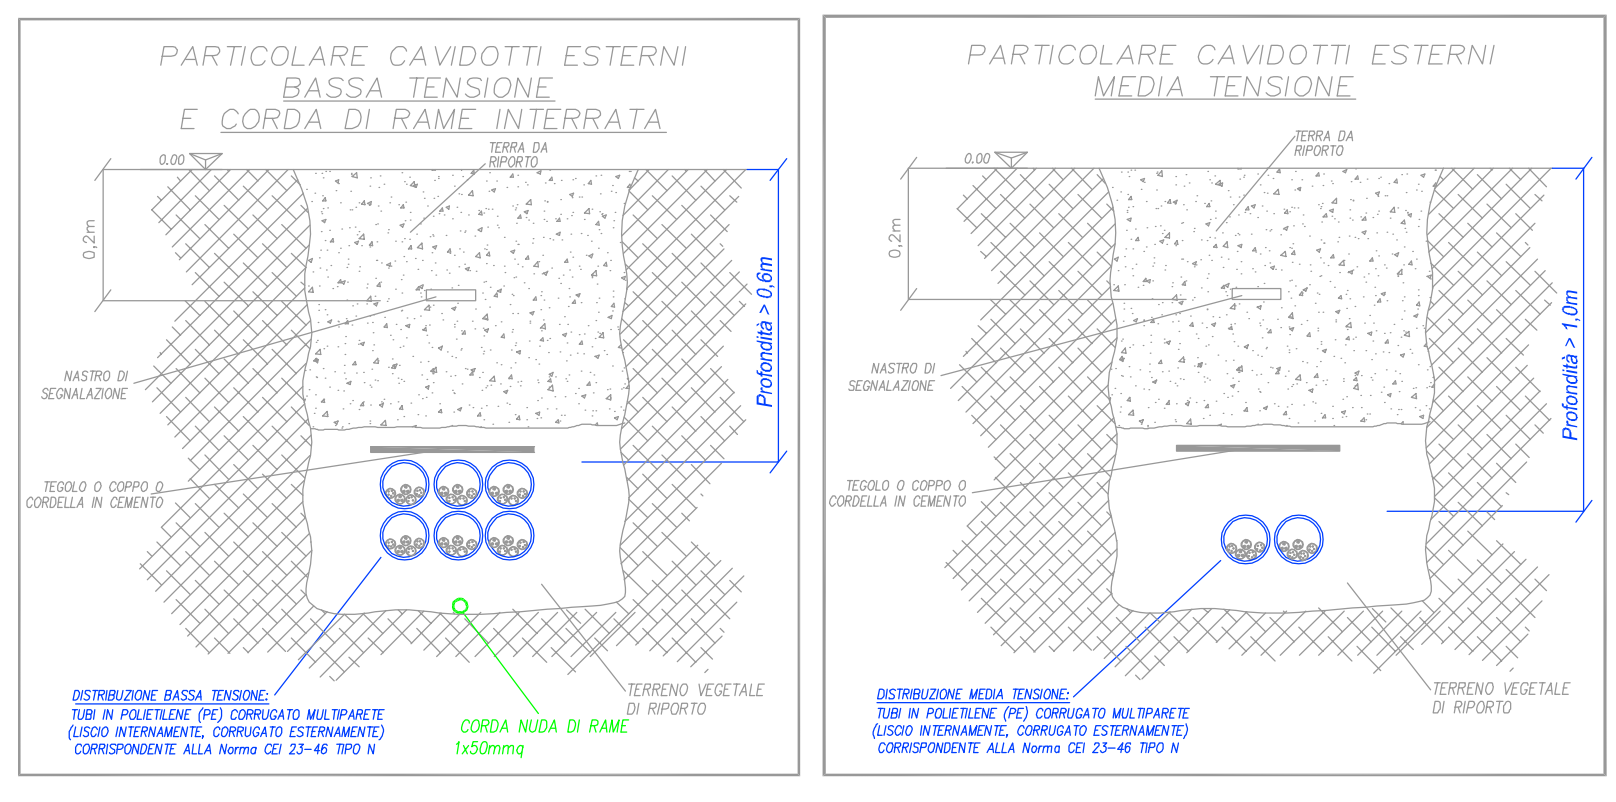 PARTICOLARE CAVIDOTTI ESTERNI
BASSA TENSIONE
E CORDA DI RAME INTERRATA
TERRA DA
RIPORTO
0.00
0,2m
Profondità > 0,6m
NASTRO DI
SEGNALAZIONE
TEGOLO O COPPO O
CORDELLA IN CEMENTO
DISTRIBUZIONE BASSA TENSIONE:
TUBI IN POLIETILENE (PE) CORRUGATO MULTIPARETE
(LISCIO INTERNAMENTE, CORRUGATO ESTERNAMENTE)
CORRISPONDENTE ALLA Norma CEI 23-46 TIPO N
CORDA NUDA DI RAME
1x50mmq
TERRENO VEGETALE
DI RIPORTO
PARTICOLARE CAVIDOTTI ESTERNI
MEDIA TENSIONE
TERRA DA
RIPORTO
0.00
0,2m
Profondità > 1,0m
NASTRO DI
SEGNALAZIONE
TEGOLO O COPPO O
CORDELLA IN CEMENTO
DISTRIBUZIONE MEDIA TENSIONE:
TUBI IN POLIETILENE (PE) CORRUGATO MULTIPARETE
(LISCIO INTERNAMENTE, CORRUGATO ESTERNAMENTE)
CORRISPONDENTE ALLA Norma CEI 23-46 TIPO N
TERRENO VEGETALE
DI RIPORTO